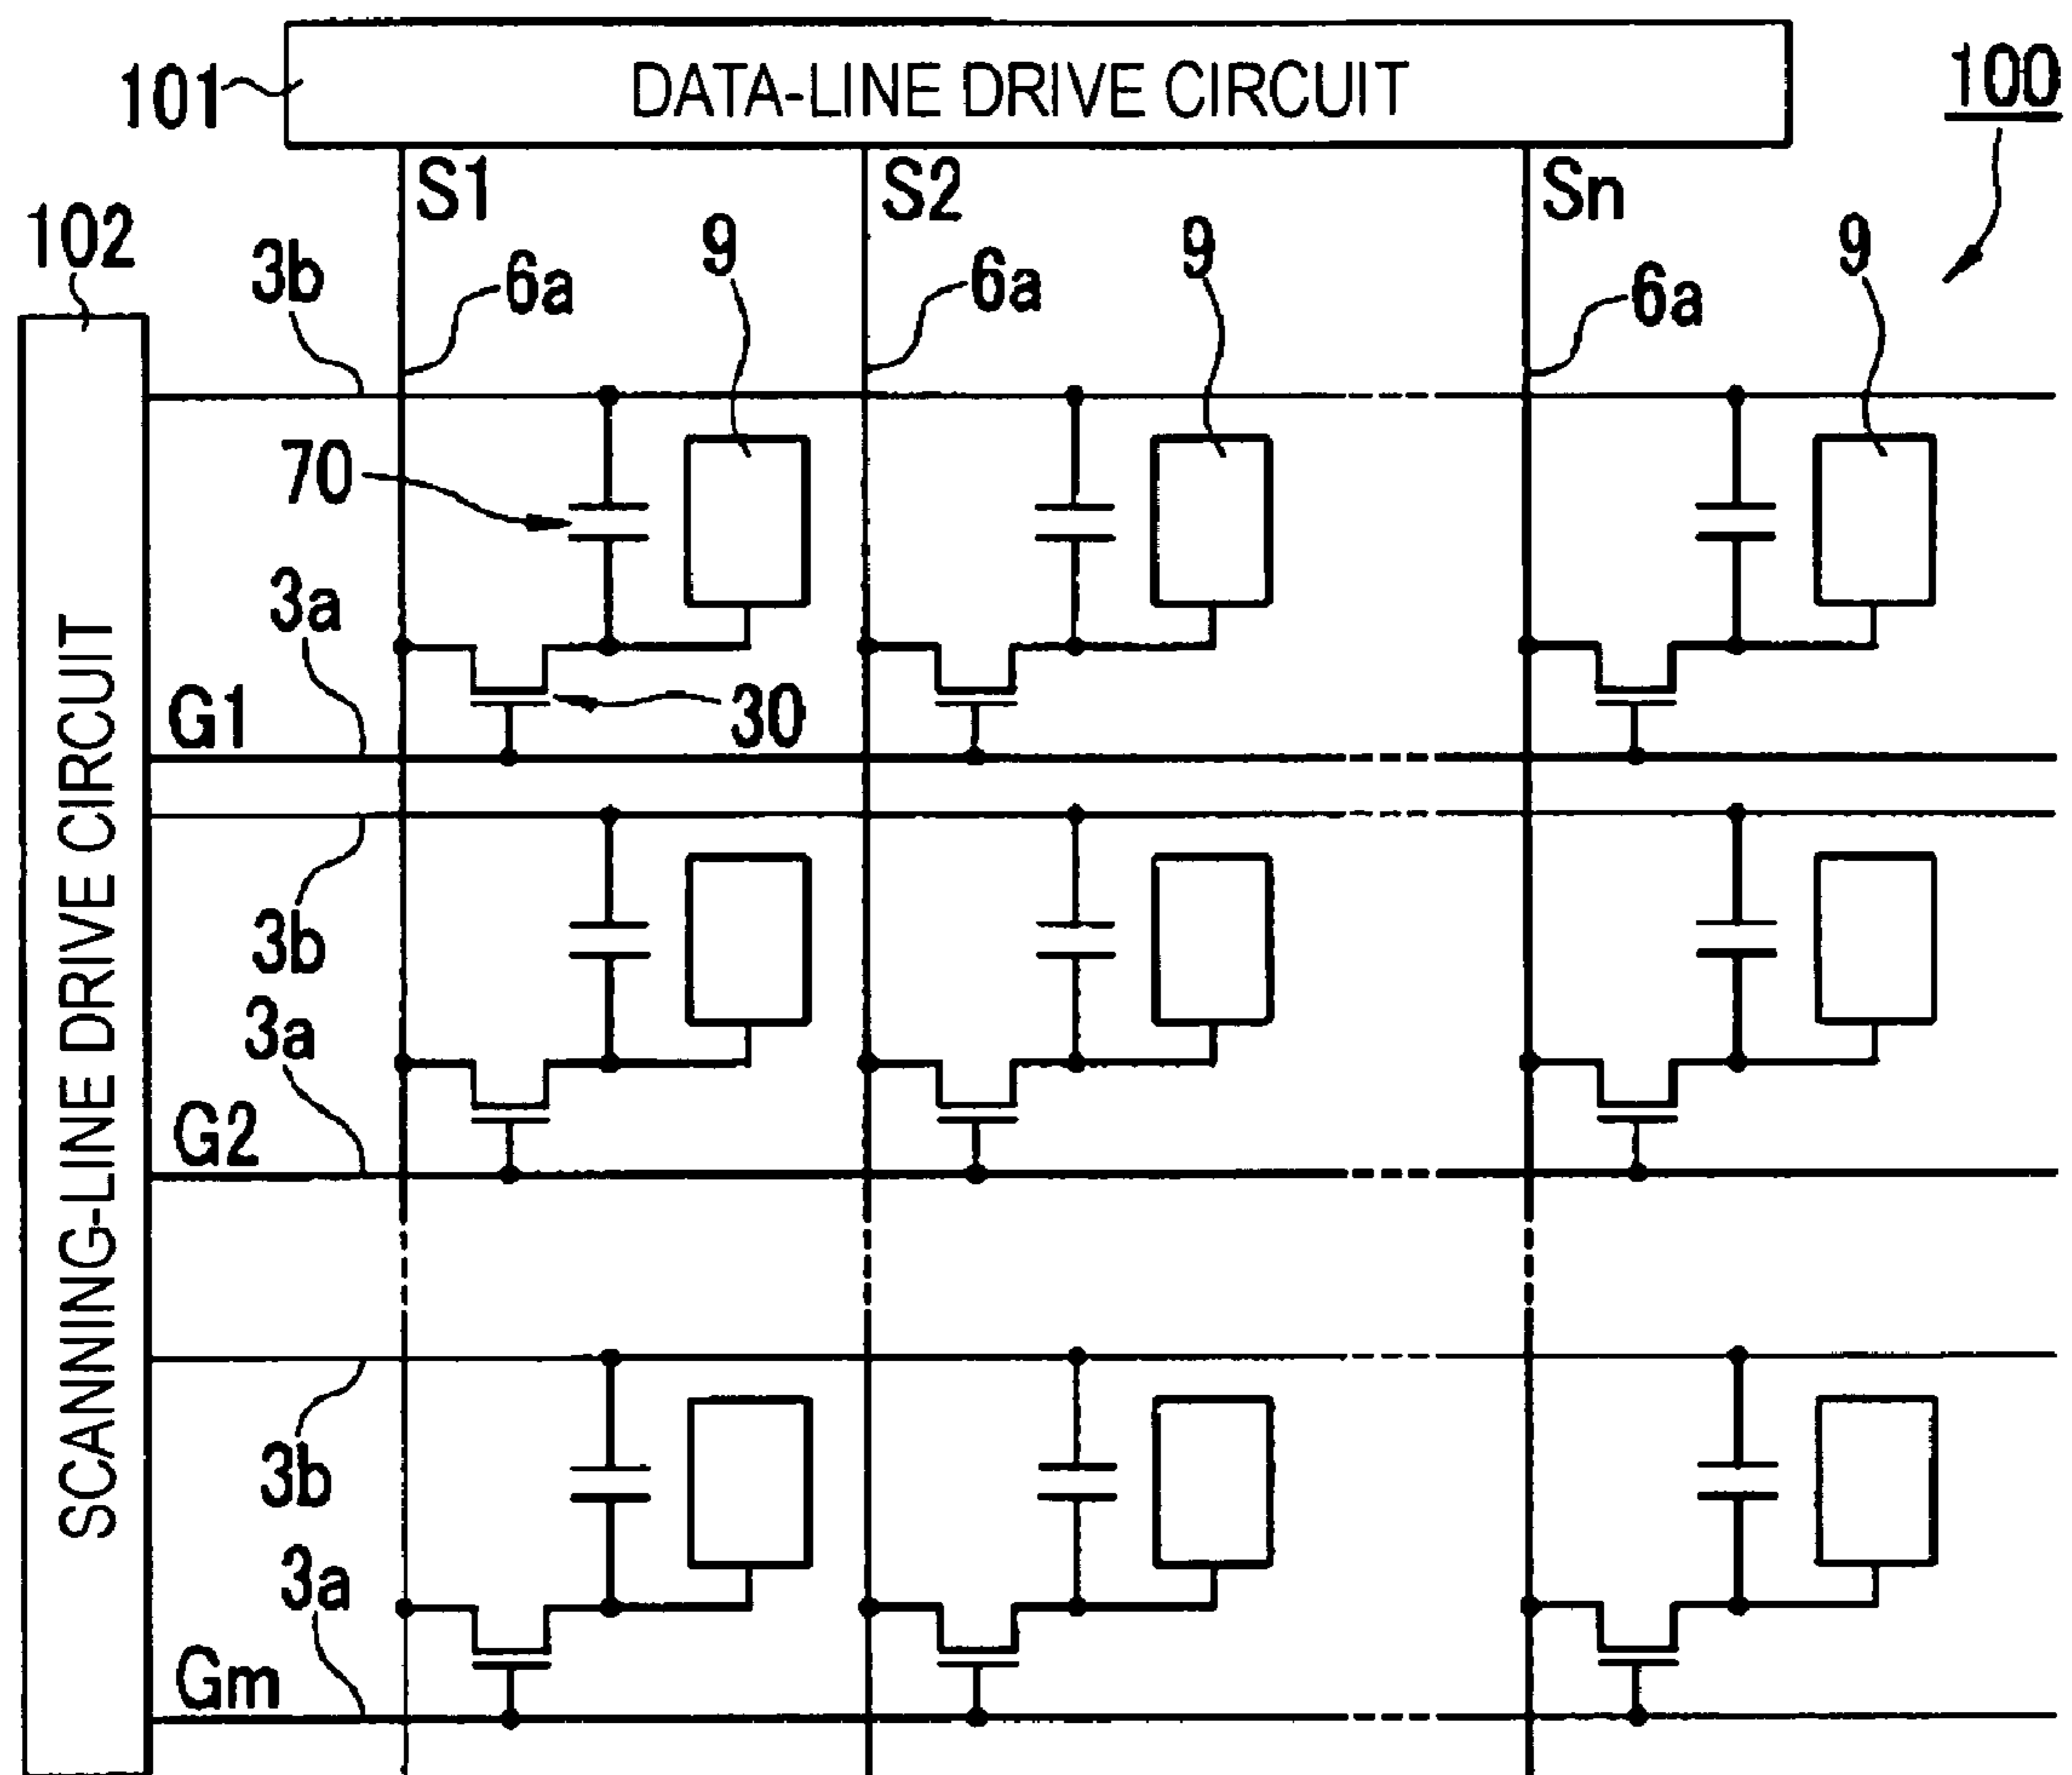 101 DATA-LINE DRIVE CIRCUIT 100
S1 S2 Sn
102 3b 6a 9 6a 9 6a 9
70
3a
G1 30
3b
3a
G2
3b
3a
Gm
SCANNING-LINE DRIVE CIRCUIT